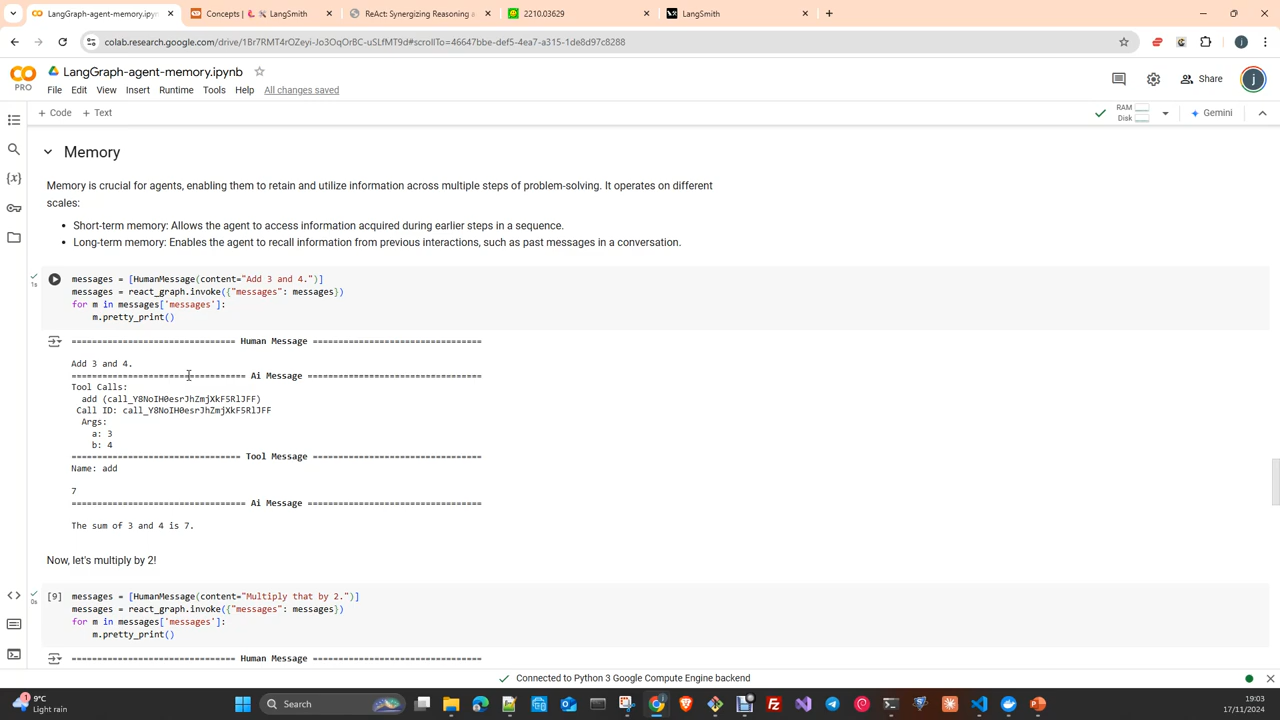 LangGraph-agent-memory.ipynb
Concepts | 🦜🛠️ LangSmith
ReAct: Synergizing Reasoning a
2210.03629
LangSmith
colab.research.google.com/drive/1Br7RMT4rOZeyi-Jo3OqOrBC-uSLfMT9d#scrollTo=46647bbe-def5-4ea7-a315-1de8d97c8288
j
PRO
LangGraph-agent-memory.ipynb
Share
j
File Edit View Insert Runtime Tools Help All changes saved
+ Code + Text
RAM
Disk
Gemini
Memory
Memory is crucial for agents, enabling them to retain and utilize information across multiple steps of problem-solving. It operates on different
scales:
• Short-term memory: Allows the agent to access information acquired during earlier steps in a sequence.
• Long-term memory: Enables the agent to recall information from previous interactions, such as past messages in a conversation.
1s
messages = [HumanMessage(content="Add 3 and 4.")]
messages = react_graph.invoke({"messages": messages})
for m in messages['messages']:
m.pretty_print()
================================ Human Message =================================
Add 3 and 4.
================================== Ai Message ==================================
Tool Calls:
add (call_Y8NoIH0esrJhZmjXkF5RlJFF)
Call ID: call_Y8NoIH0esrJhZmjXkF5RlJFF
Args:
a: 3
b: 4
================================= Tool Message =================================
Name: add
7
================================== Ai Message ==================================
The sum of 3 and 4 is 7.
Now, let's multiply by 2!
[9]
0s
messages = [HumanMessage(content="Multiply that by 2.")]
messages = react_graph.invoke({"messages": messages})
for m in messages['messages']:
m.pretty_print()
================================ Human Message =================================
Connected to Python 3 Google Compute Engine backend
1
9°C
Light rain
Search
19:03
17/11/2024